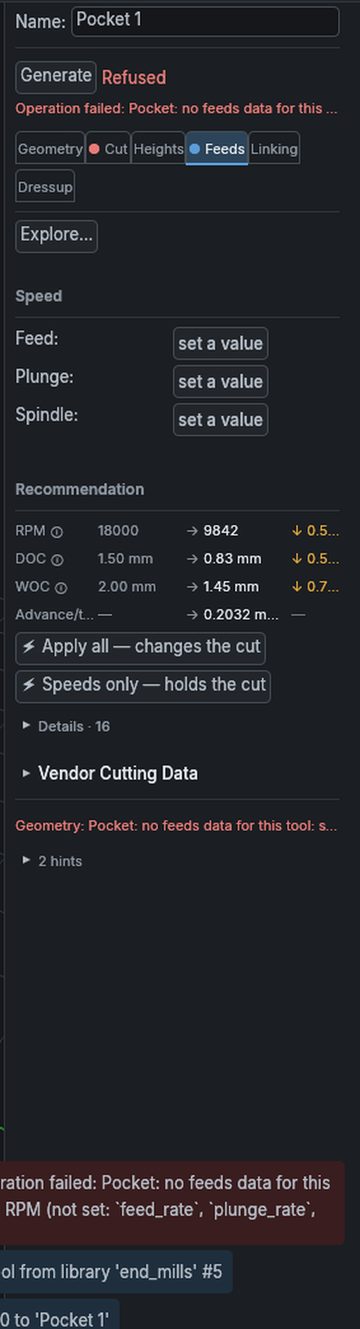 Name: Pocket 1
Generate Refused
Operation failed: Pocket: no feeds data for this ...
Geometry Cut Heights Feeds Linking
Dressup
Explore...
Speed
Feed: set a value
Plunge: set a value
Spindle: set a value
Recommendation
RPM ⓘ 18000 → 9842 ↓ 0.5...
DOC ⓘ 1.50 mm → 0.83 mm ↓ 0.5...
WOC ⓘ 2.00 mm → 1.45 mm ↓ 0.7...
Advance/t... — → 0.2032 m... —
⚡ Apply all — changes the cut
⚡ Speeds only — holds the cut
▸ Details · 16
▸ Vendor Cutting Data
Geometry: Pocket: no feeds data for this tool: s...
▸ 2 hints
ration failed: Pocket: no feeds data for this
RPM (not set: `feed_rate`, `plunge_rate`,
ol from library 'end_mills' #5
0 to 'Pocket 1'